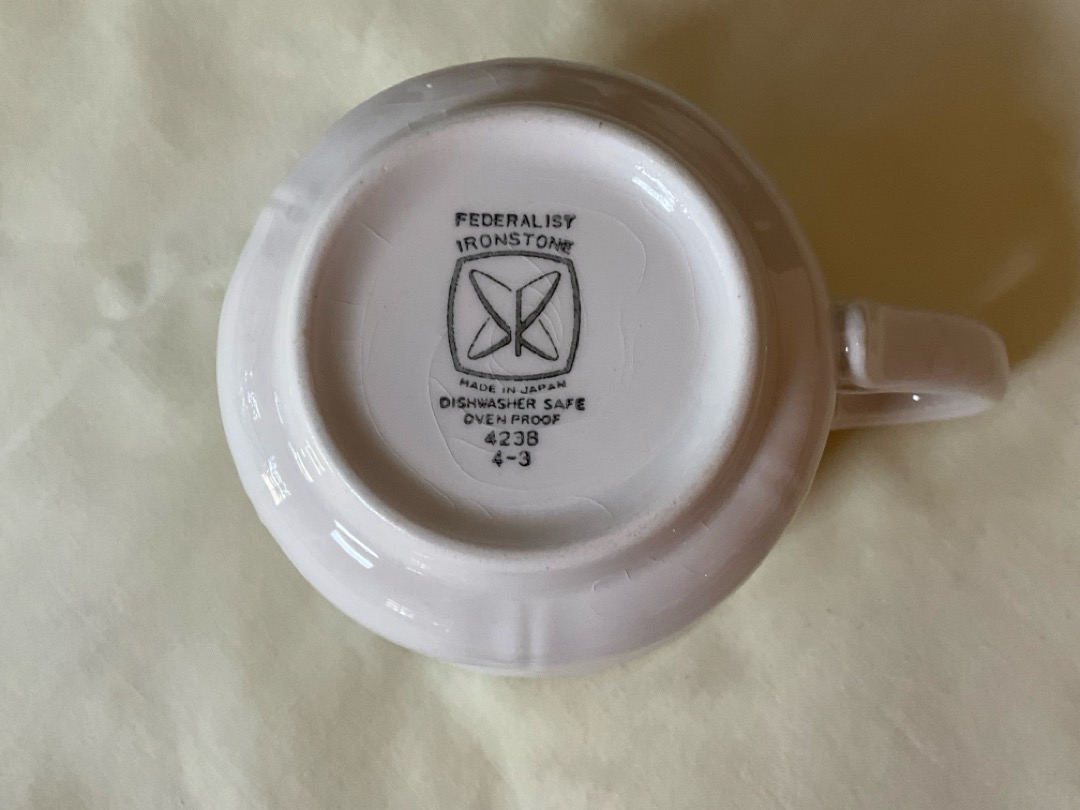 FEDERALIST
IRONSTONE
MADE IN JAPAN
DISHWASHER SAFE
OVEN PROOF
4238
4-3